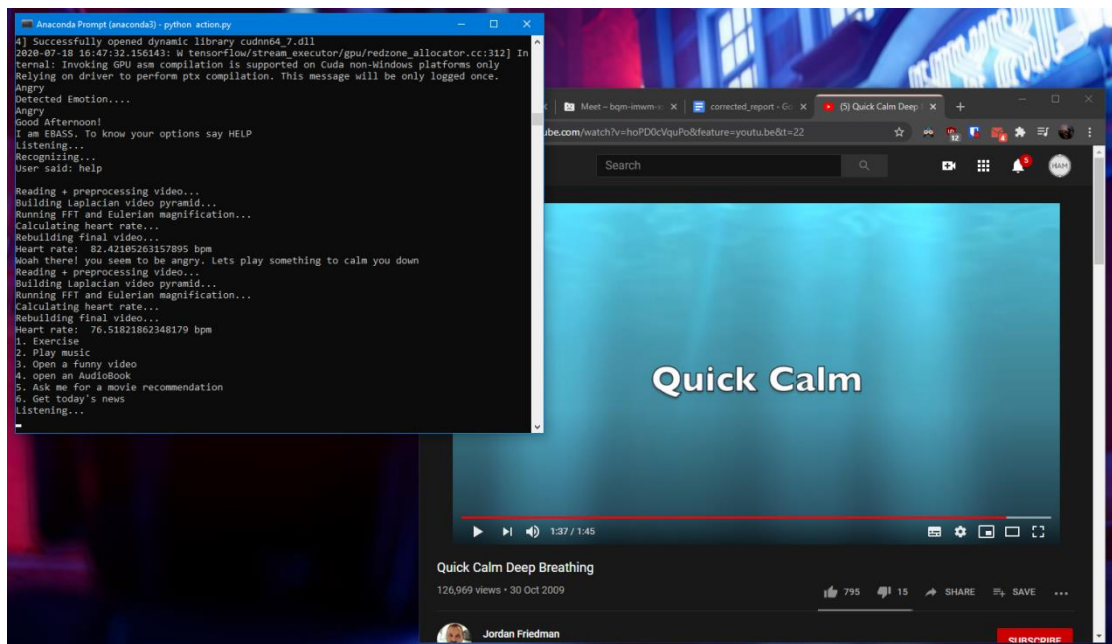 Anaconda Prompt (anaconda3) - python action.py
4] Successfully opened dynamic library cudnn64_7.dll
2020-07-18 16:47:32.156143: W tensorflow/stream_executor/gpu/redzone_allocator.cc:312] In
ternal: Invoking GPU asm compilation is supported on Cuda non-Windows platforms only
Relying on driver to perform ptx compilation. This message will be only logged once.
Angry
Detected Emotion....
Angry
Good Afternoon!
I am EBASS. To know your options say HELP
Listening...
Recognizing...
User said: help
Reading + preprocessing video...
Building Laplacian video pyramid...
Running FFT and Eulerian magnification...
Calculating heart rate...
Rebuilding final video...
Heart rate:  82.42105263157895 bpm
Woah there! you seem to be angry. Lets play something to calm you down
Reading + preprocessing video...
Building Laplacian video pyramid...
Running FFT and Eulerian magnification...
Calculating heart rate...
Rebuilding final video...
Heart rate:  76.51821862348179 bpm
1. Exercise
2. Play music
3. Open a funny video
4. open an AudioBook
5. Ask me for a movie recommendation
6. Get today's news
Listening...
Meet – bqm-imwm-x
corrected_report - Go
(5) Quick Calm Deep
ube.com/watch?v=hoPD0cVquPo&feature=youtu.be&t=22
12
4
Search
5
HAM
Quick Calm
1:37 / 1:45
Quick Calm Deep Breathing
126,969 views • 30 Oct 2009
795
15
SHARE
SAVE
Jordan Friedman
SUBSCRIBE